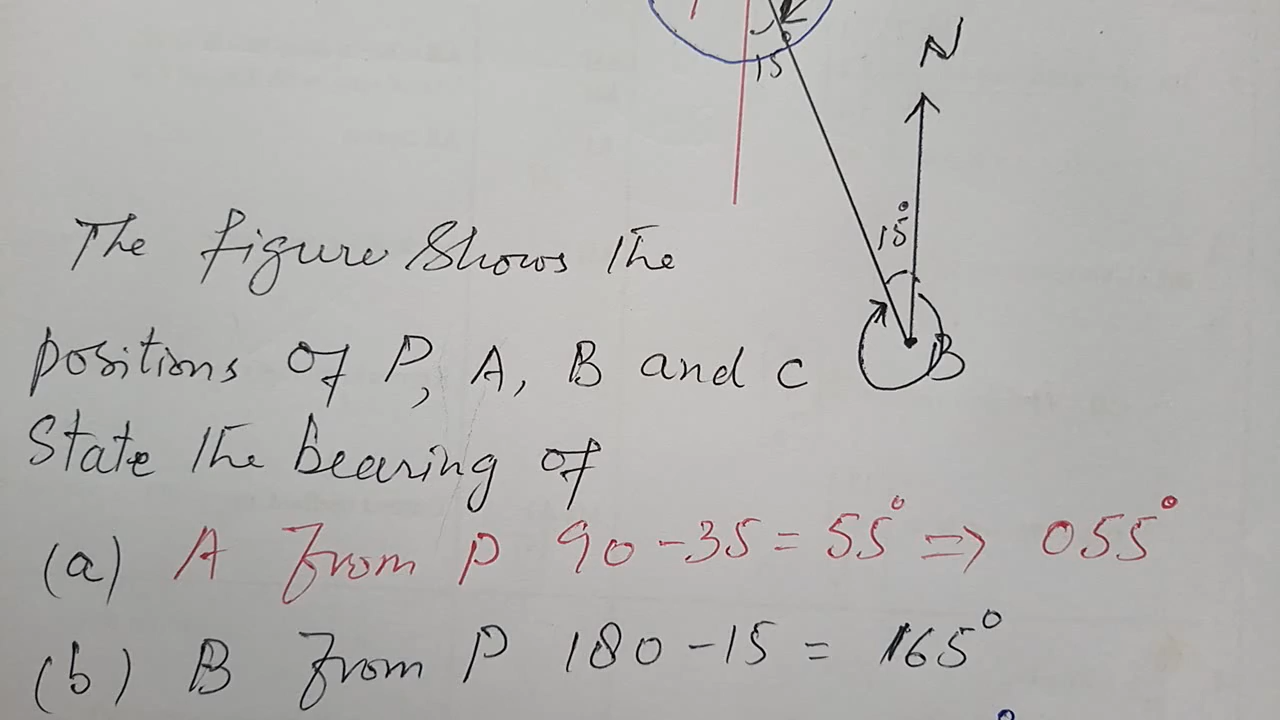 N
15
15°
The figure shows the
positions of P, A, B and c
B
State the bearing of
(a) A from P 90-35=55° => 055°
(b) B from P 180-15 = 165°